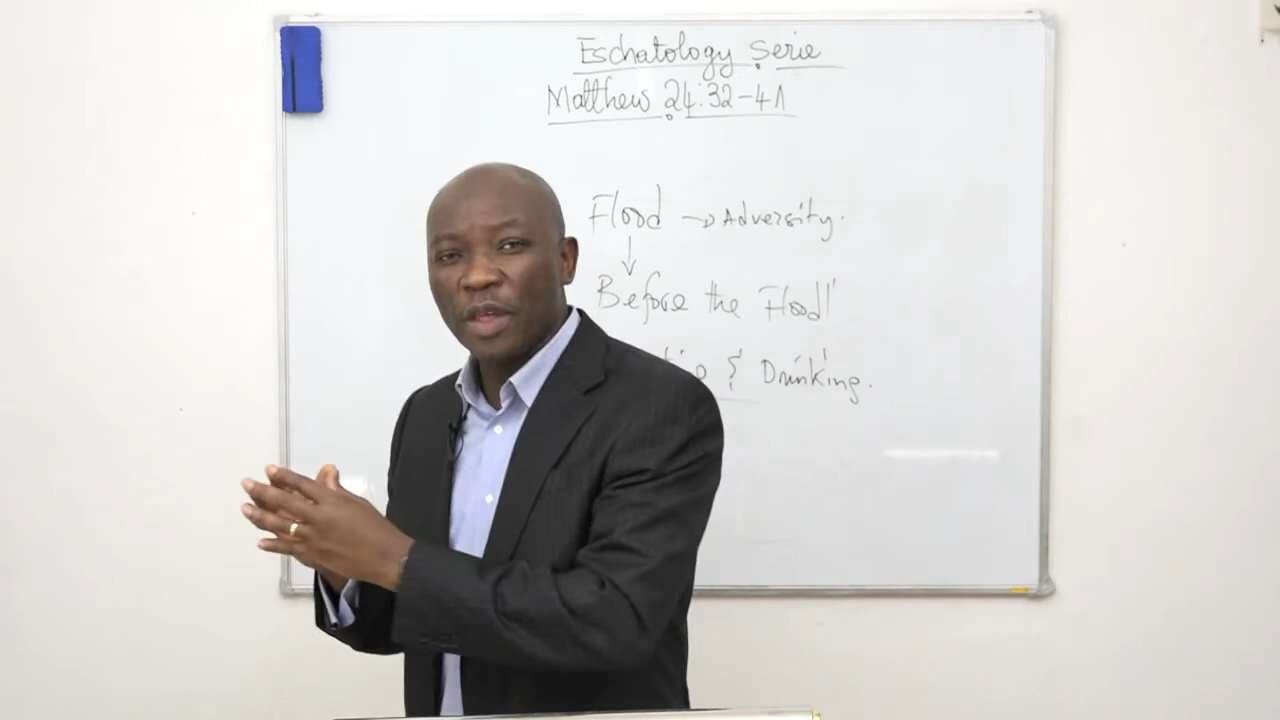 Eschatology Serie
Matthew 24:32-41
Flood → Adversity.
↓
Before the Flood!
& Drinking.